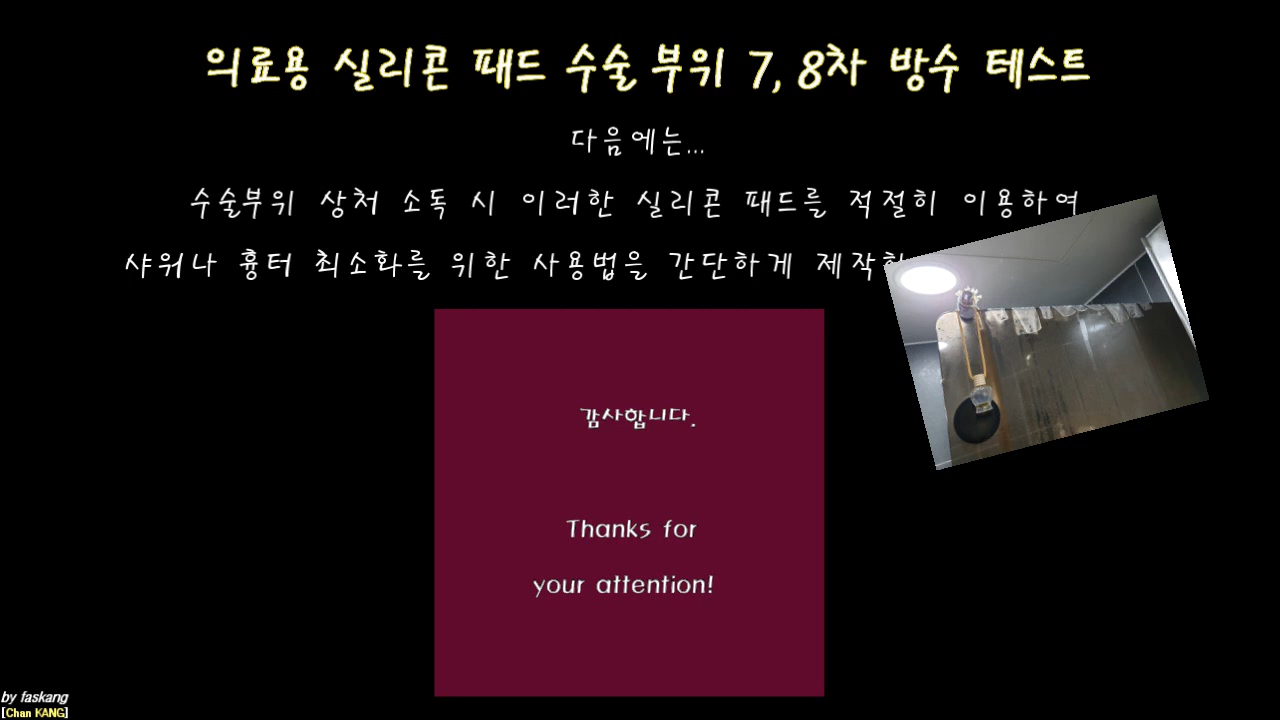 의료용 실리콘 패드 수술 부위 7, 8차 방수 테스트
다음에는...
수술부위 상처 소독 시 이러한 실리콘 패드를 적절히 이용하여
샤워나 흉터 최소화를 위한 사용법을 간단하게
감사합니다.
Thanks for
your attention!
by faskang
[Chan KANG]